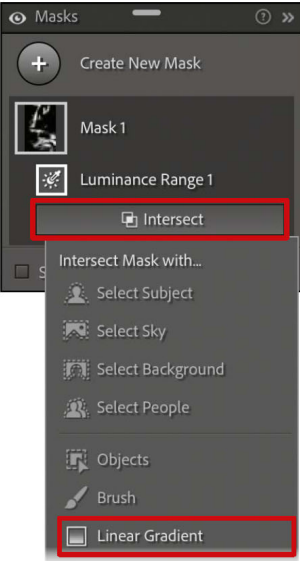 Masks
Create New Mask
Mask 1
Luminance Range 1
Intersect
Intersect Mask with...
Select Subject
Select Sky
Select Background
Select People
Objects
Brush
Linear Gradient